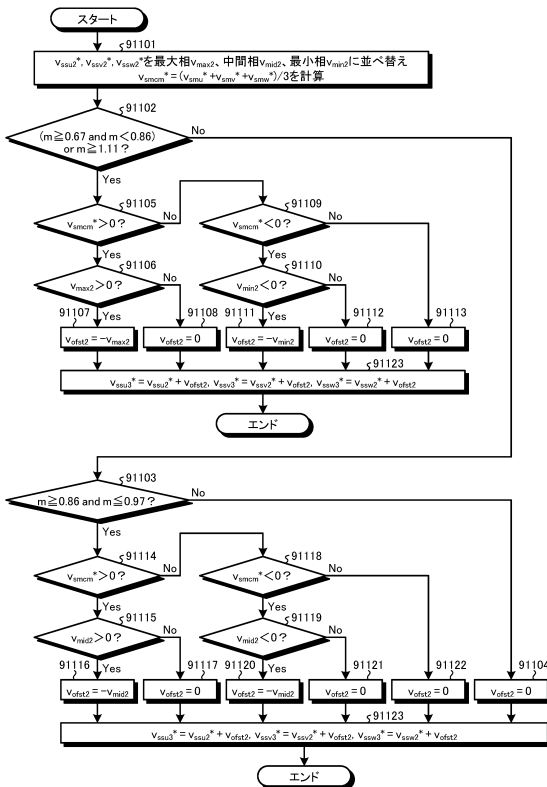 スタート
91101
vssu2*, vssv2*, vssw2*を最大相vmax2、中間相vmid2、最小相vmin2に並べ替え
vsmcm*=(vsmu*+vsmv*+vsmw*)/3を計算
91102
(m≧0.67 and m<0.86)
or m≧1.11?
No
Yes
91105
vsmcm*>0?
No
Yes
91109
vsmcm*<0?
No
Yes
91106
vmax2>0?
No
Yes
91110
vmin2<0?
No
Yes
91107
vofst2=-vmax2
91108
vofst2=0
91111
vofst2=-vmin2
91112
vofst2=0
91113
vofst2=0
91123
vssu3*=vssu2*+vofst2, vssv3*=vssv2*+vofst2, vssw3*=vssw2*+vofst2
エンド
91103
m≧0.86 and m≦0.97?
No
Yes
91114
vsmcm*>0?
No
Yes
91118
vsmcm*<0?
No
Yes
91115
vmid2>0?
No
Yes
91119
vmid2<0?
No
Yes
91116
vofst2=-vmid2
91117
vofst2=0
91120
vofst2=-vmid2
91121
vofst2=0
91122
vofst2=0
91104
vofst2=0
91123
vssu3*=vssu2*+vofst2, vssv3*=vssv2*+vofst2, vssw3*=vssw2*+vofst2
エンド